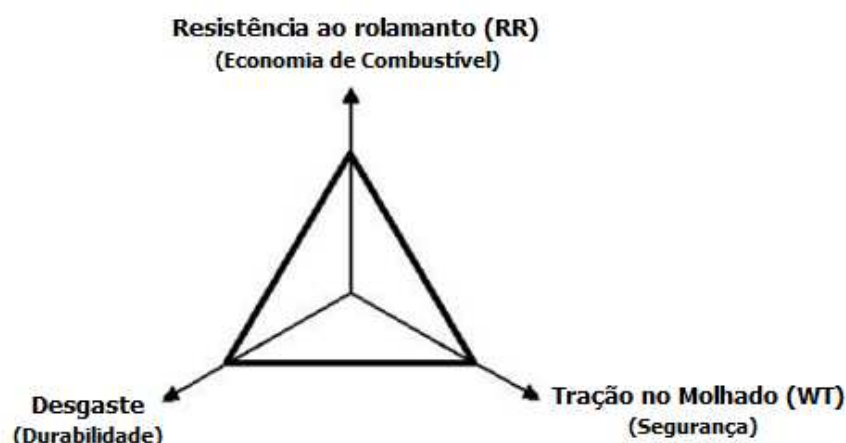 Resistência ao rolamanto (RR)
(Economia de Combustível)
Desgaste
(Durabilidade)
Tração no Molhado (WT)
(Segurança)